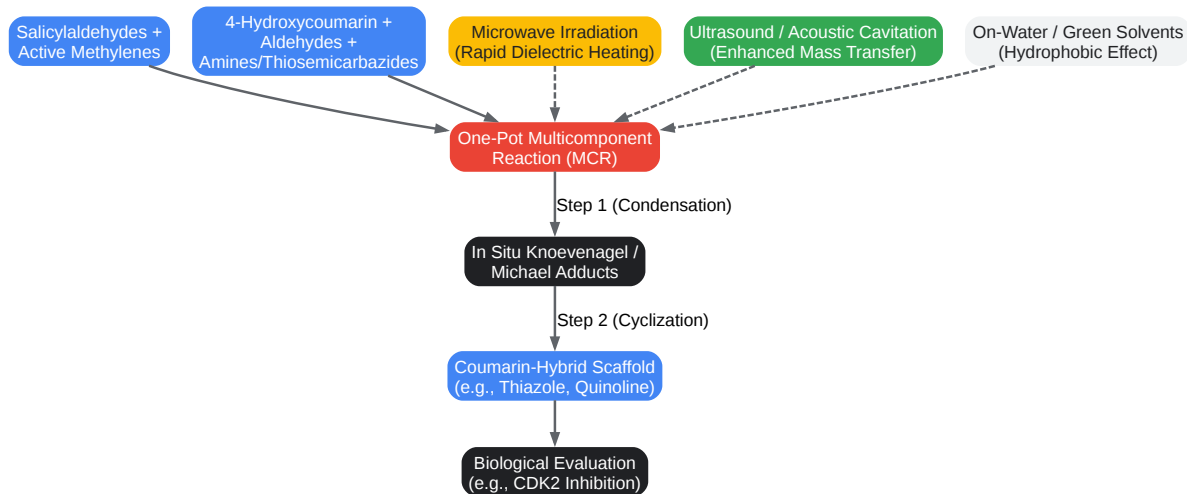 Salicylaldehydes +
Active Methylenes
4-Hydroxycoumarin +
Aldehydes +
Amines/Thiosemicarbazides
Microwave Irradiation
(Rapid Dielectric Heating)
Ultrasound / Acoustic Cavitation
(Enhanced Mass Transfer)
On-Water / Green Solvents
(Hydrophobic Effect)
One-Pot Multicomponent
Reaction (MCR)
Step 1 (Condensation)
In Situ Knoevenagel /
Michael Adducts
Step 2 (Cyclization)
Coumarin-Hybrid Scaffold
(e.g., Thiazole, Quinoline)
Biological Evaluation
(e.g., CDK2 Inhibition)